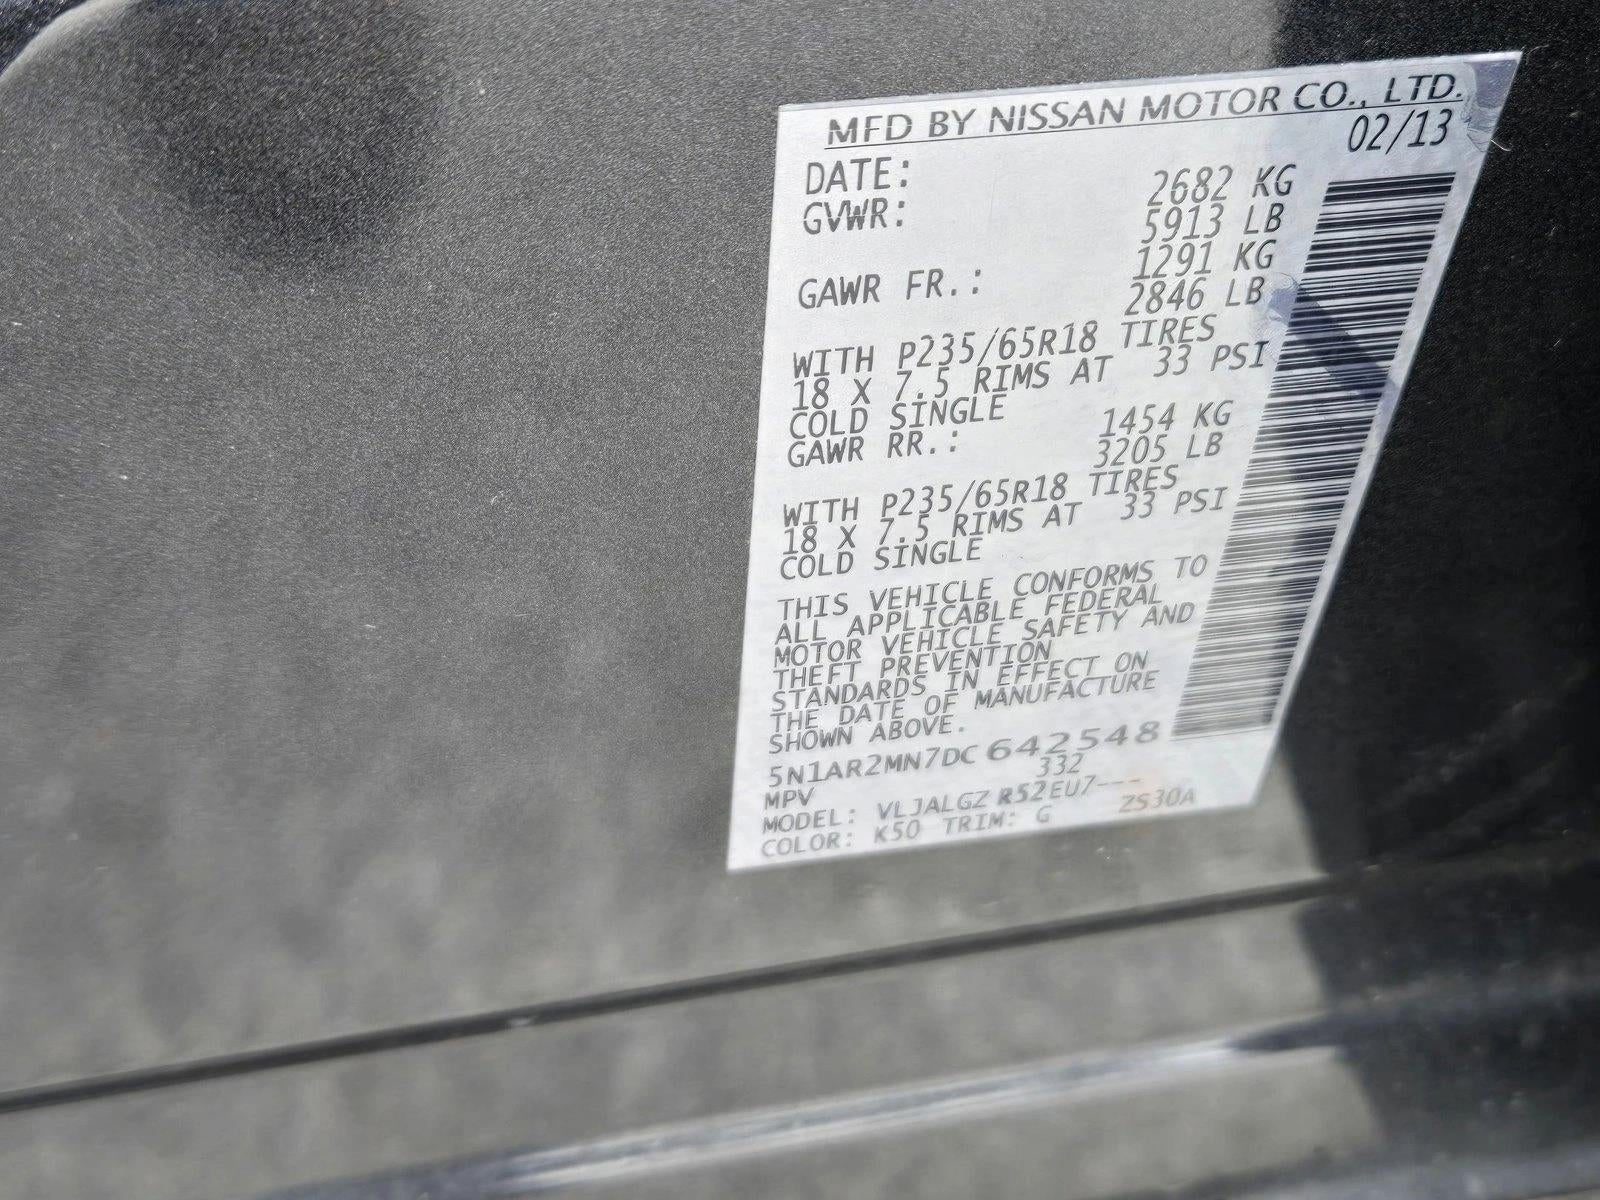 MFD BY NISSAN MOTOR CO., LTD.
DATE: 02/13
GVWR: 2682 KG
5913 LB
GAWR FR.: 1291 KG
2846 LB
WITH P235/65R18 TIRES
18 X 7.5 RIMS AT 33 PSI
COLD SINGLE
GAWR RR.: 1454 KG
3205 LB
WITH P235/65R18 TIRES
18 X 7.5 RIMS AT 33 PSI
COLD SINGLE
THIS VEHICLE CONFORMS TO
ALL APPLICABLE FEDERAL
MOTOR VEHICLE SAFETY AND
THEFT PREVENTION
STANDARDS IN EFFECT ON
THE DATE OF MANUFACTURE
SHOWN ABOVE.
5N1AR2MN7DC642548
MPV 332
MODEL: VLJALGZ R52EU7---
COLOR: K50 TRIM: G ZS30A